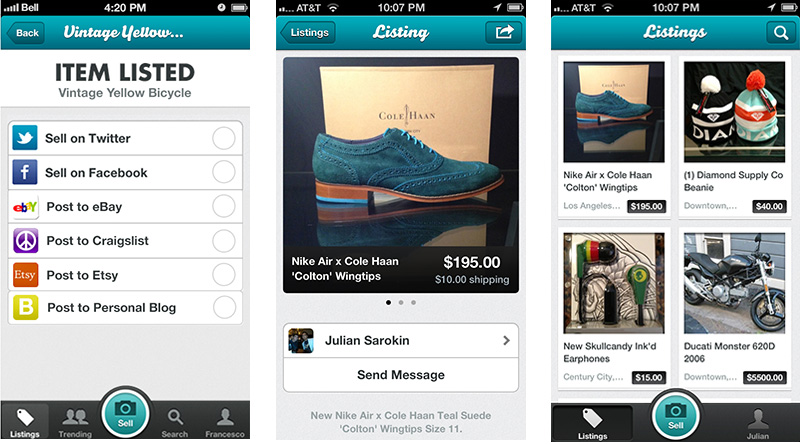 Bell
4:20 PM
Back
Vintage Yellow...
ITEM LISTED
Vintage Yellow Bicycle
Sell on Twitter
f
Sell on Facebook
ebY
Post to eBay
Post to Craigslist
Etsy
Post to Etsy
B
Post to Personal Blog
Listings
Trending
Sell
Search
Francesco
... AT&T
10:07 PM
Listings
Listing
COLE HAAN
Nike Air x Cole Haan
'Colton' Wingtips
$195.00
$10.00 shipping
Julian Sarokin
Send Message
New Nike Air x Cole Haan Teal Suede
'Colton' Wingtips Size 11.
... AT&T
10:07 PM
Listings
Nike Air x Cole Haan
'Colton' Wingtips
Los Angeles...
$195.00
DIAM
(1) Diamond Supply Co
Beanie
Downtown,...
$40.00
New Skullcandy Ink'd
Earphones
Century City,...
$15.00
Ducati Monster 620D
2006
Downtown,...
$5500.00
Listings
Sell
Julian